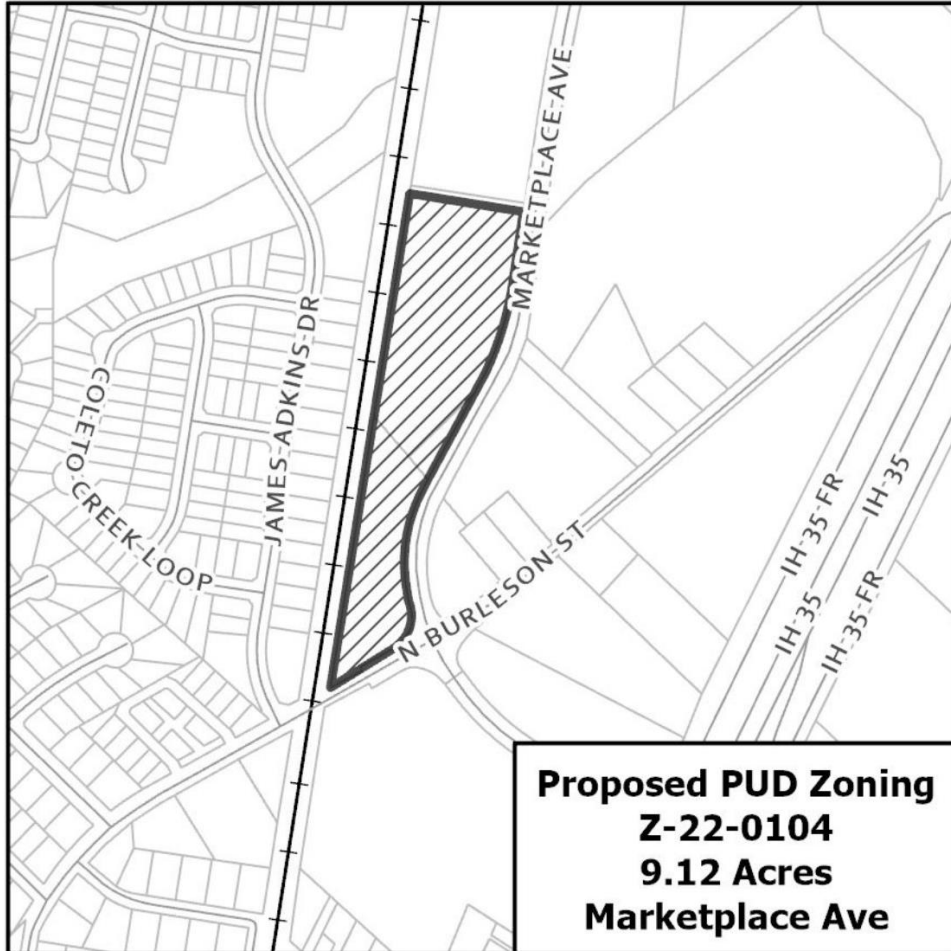 MARKETPLACE AVE
JAMES ADKINS DR
COLETO CREEK LOOP
N BURLESON ST
IH-35 FR
IH-35
IH-35
IH-35 FR
Proposed PUD Zoning
Z-22-0104
9.12 Acres
Marketplace Ave